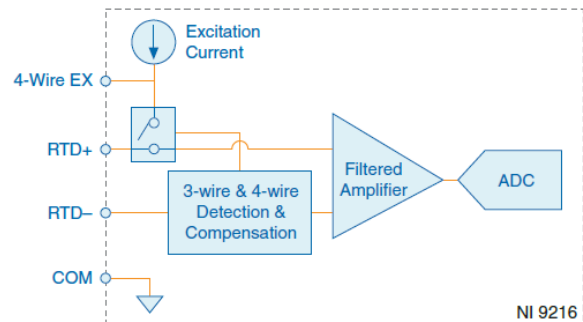 Excitation
Current
4-Wire EX
RTD+
RTD–
COM
3-wire & 4-wire
Detection &
Compensation
Filtered
Amplifier
ADC
NI 9216